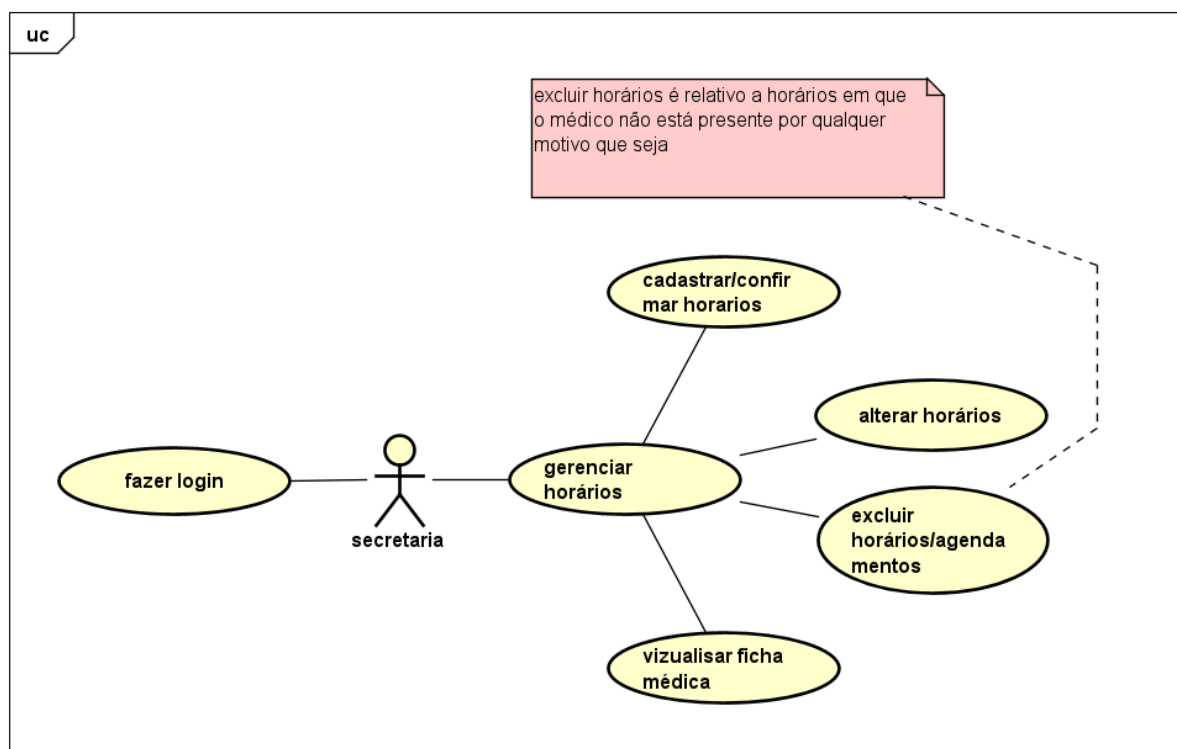 uc
excluir horários é relativo a horários em que
o médico não está presente por qualquer
motivo que seja
cadastrar/confir
mar horarios
alterar horários
fazer login
secretaria
gerenciar
horários
excluir
horários/agenda
mentos
vizualisar ficha
médica